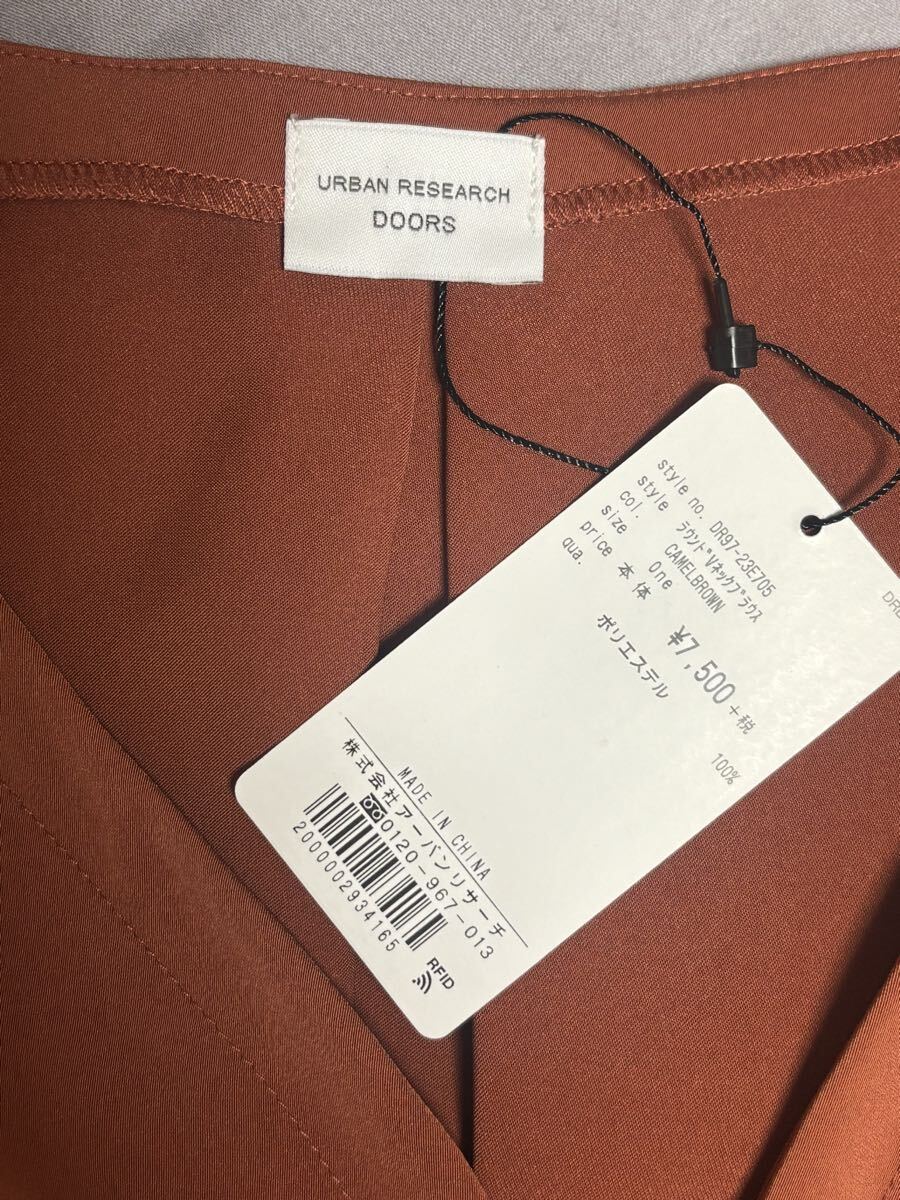 URBAN RESEARCH
DOORS
style no. DR97-23E705
style ﾗｳﾝﾄﾞVﾈｯｸﾌﾞﾗｳｽ
col. CAMELBROWN
size One
price 本体 ¥7,500+税
qua.
ポリエステル 100%
MADE IN CHINA
株式会社アーバンリサーチ
0120-967-013
2000002934165
RFID